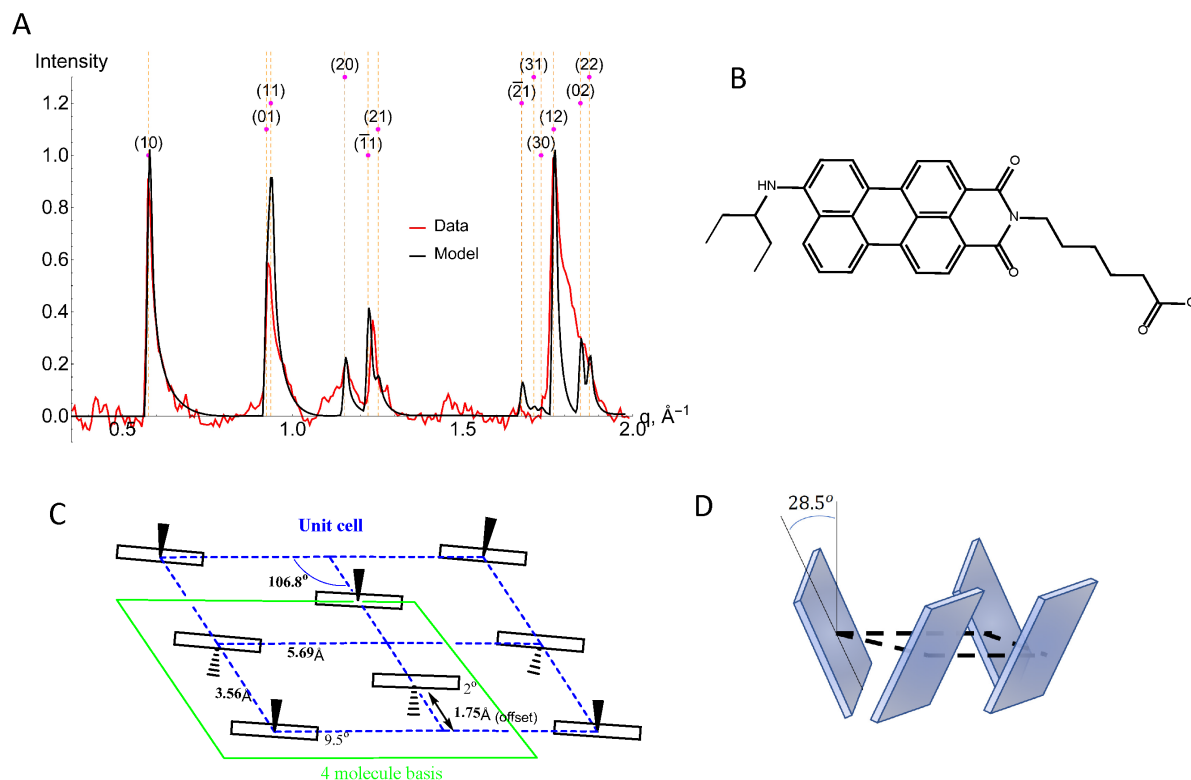 A
Intensity
(20)
(31)
(22)
(11)
(2̄1)
(02)
(01)
(21)
(12)
(10)
(1̄1)
(30)
1.2
1.0
0.8
0.6
0.4
0.2
0.0
Data
Model
0.5
1.0
1.5
2.0
q, Å⁻¹
B
HN
O
N
O
O
C
Unit cell
106.8°
5.69Å
3.56Å
2°
1.75Å (offset)
9.5°
4 molecule basis
D
28.5°